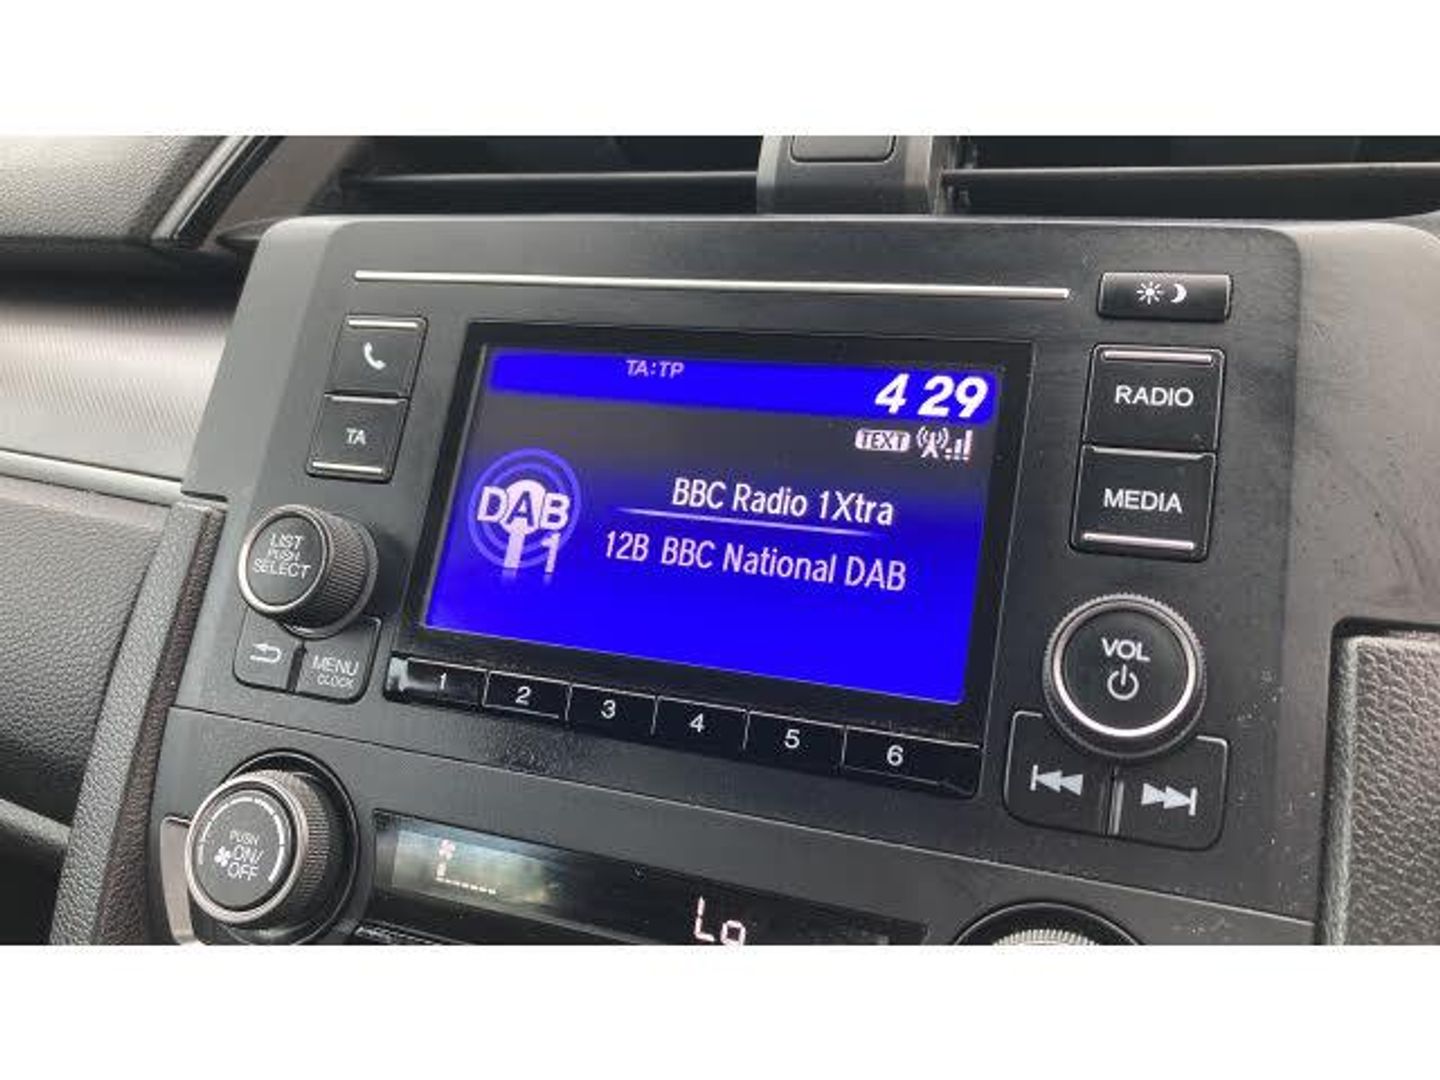 TA:TP
4 29
TEXT
DAB
1
BBC Radio 1Xtra
12B BBC National DAB
TA
LIST
PUSH
SELECT
MENU
CLOCK
RADIO
MEDIA
VOL
1 2 3 4 5 6
PUSH
ON/
OFF
Lo